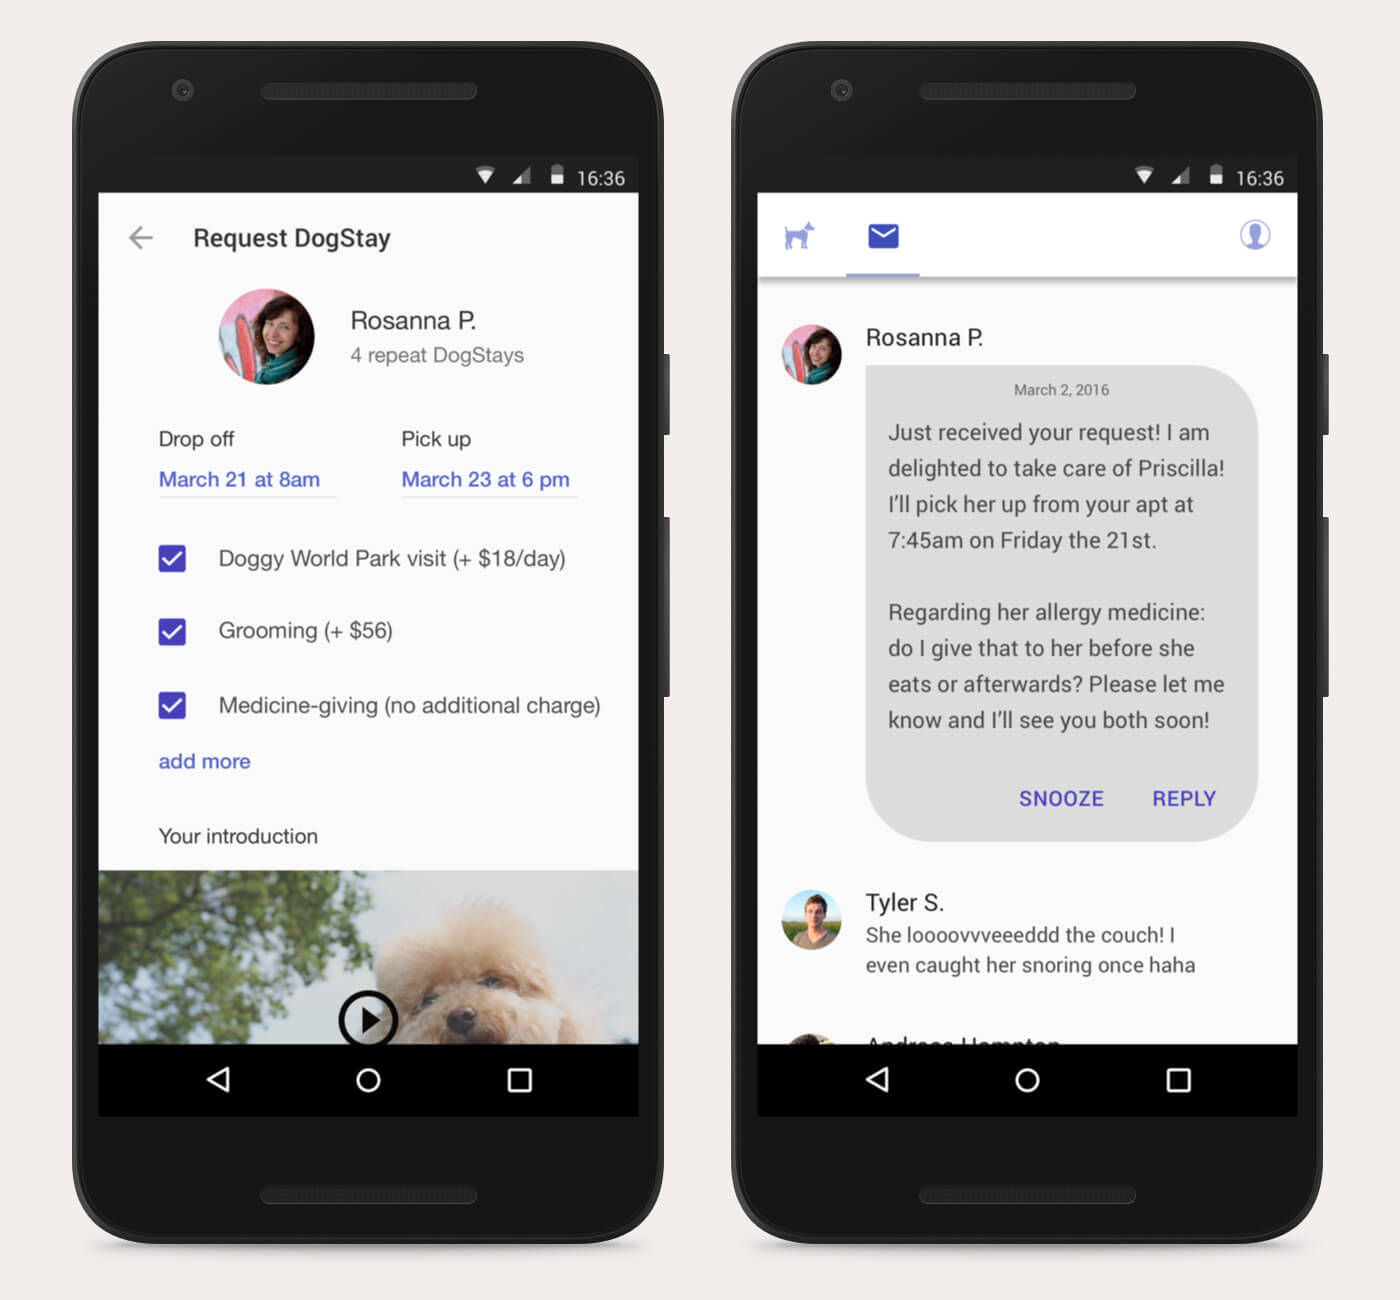 16:36
Request DogStay
Rosanna P.
4 repeat DogStays
Drop off
Pick up
March 21 at 8am
March 23 at 6 pm
Doggy World Park visit (+ $18/day)
Grooming (+ $56)
Medicine-giving (no additional charge)
add more
Your introduction
16:36
Rosanna P.
March 2, 2016
Just received your request! I am
delighted to take care of Priscilla!
I’ll pick her up from your apt at
7:45am on Friday the 21st.
Regarding her allergy medicine:
do I give that to her before she
eats or afterwards? Please let me
know and I’ll see you both soon!
SNOOZE
REPLY
Tyler S.
She loooovvveeeddd the couch! I
even caught her snoring once haha